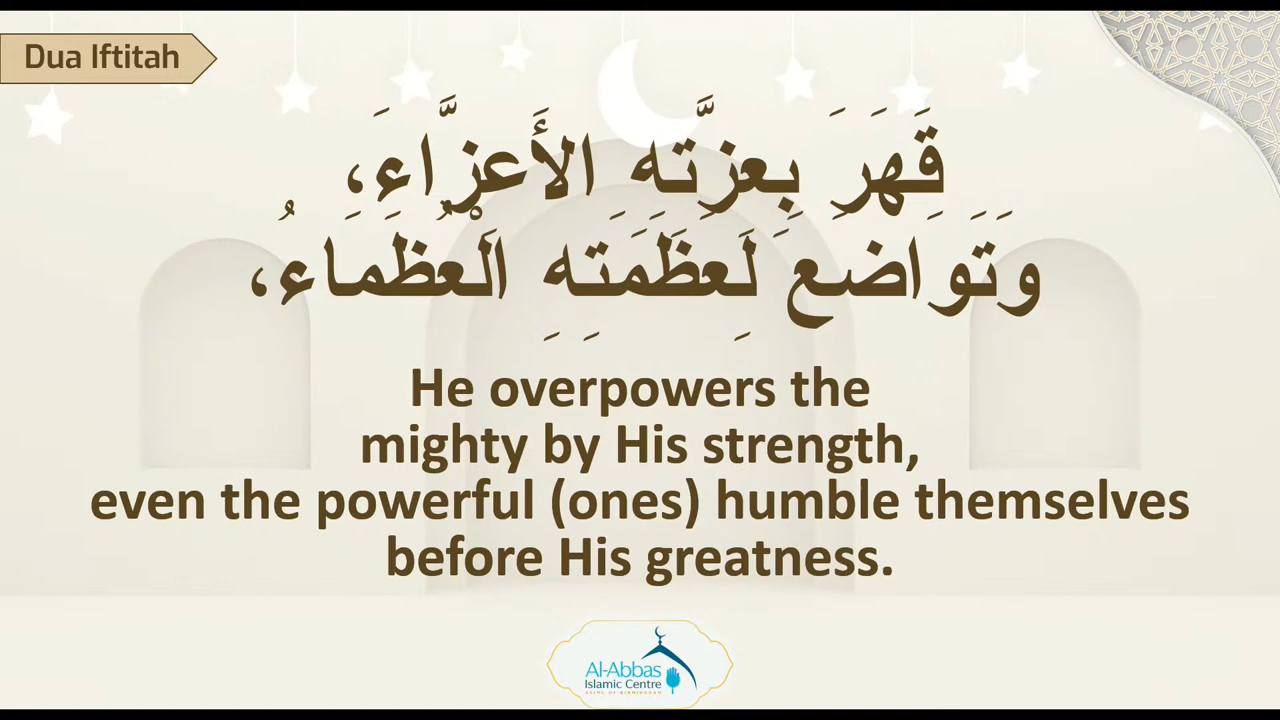 Dua Iftitah
قَهَرَ بِعِزَّتِهِ الأَعِزَّاءَ،
وَتَوَاضَعَ لِعَظَمَتِهِ الْعُظَمَاءُ،
He overpowers the
mighty by His strength,
even the powerful (ones) humble themselves
before His greatness.
Al-Abbas
Islamic Centre